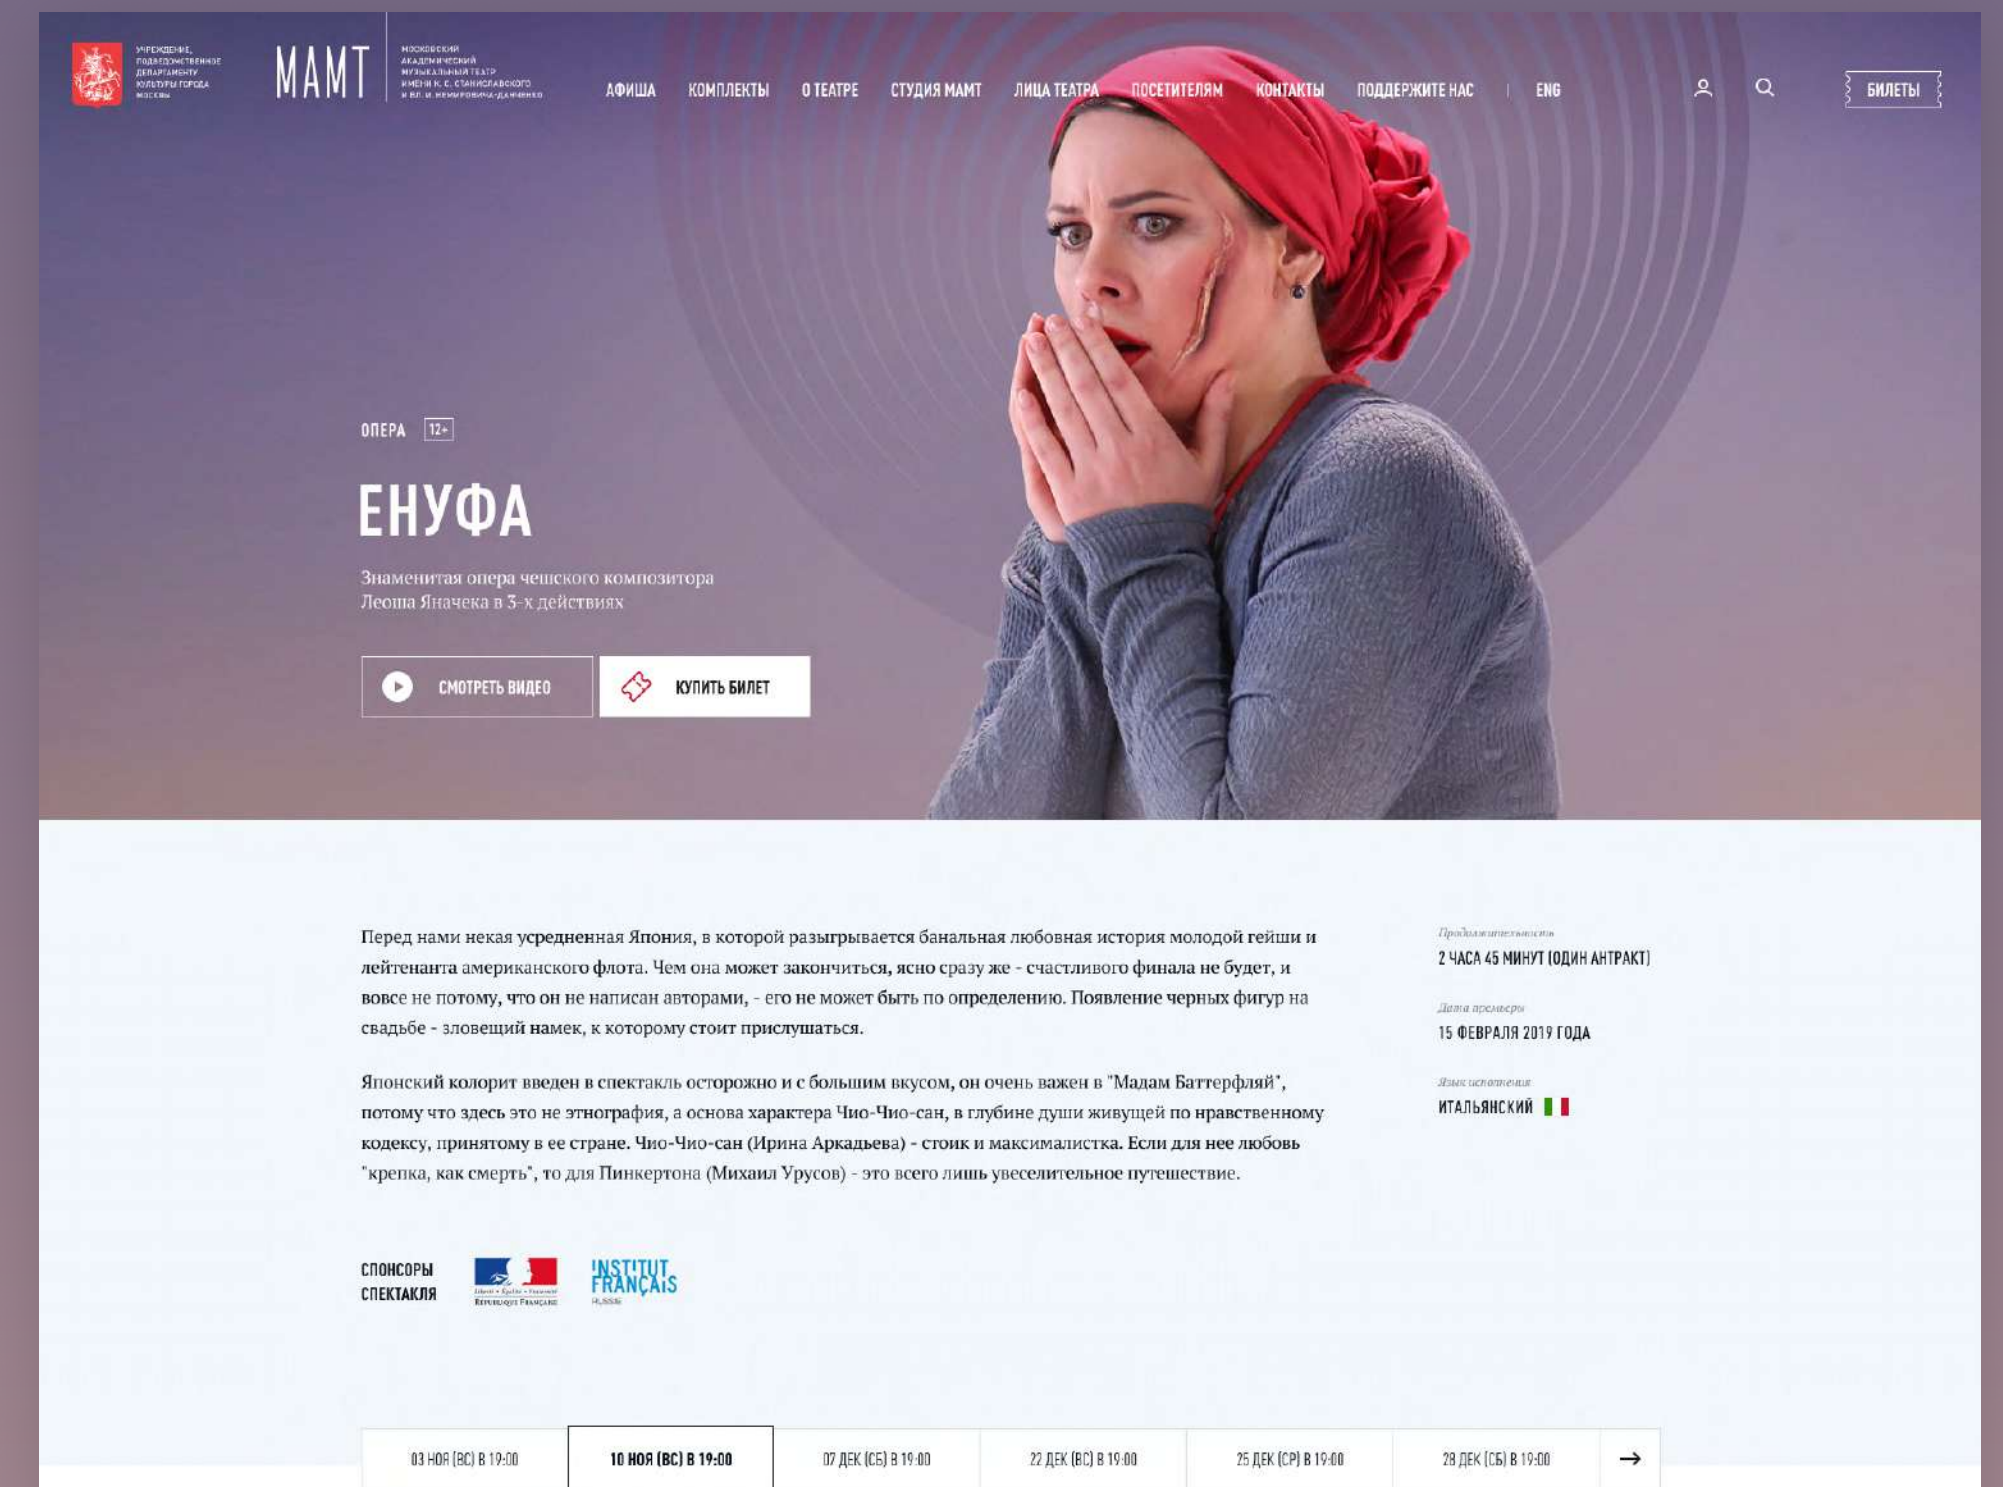 УЧРЕЖДЕНИЕ,
ПОДВЕДОМСТВЕННОЕ
ДЕПАРТАМЕНТУ
КУЛЬТУРЫ ГОРОДА
МОСКВЫ
МАМТ
МОСКОВСКИЙ
АКАДЕМИЧЕСКИЙ
МУЗЫКАЛЬНЫЙ ТЕАТР
ИМЕНИ К. С. СТАНИСЛАВСКОГО
И ВЛ. И. НЕМИРОВИЧА-ДАНЧЕНКО
АФИША КОМПЛЕКТЫ О ТЕАТРЕ СТУДИЯ МАМТ ЛИЦА ТЕАТРА ПОСЕТИТЕЛЯМ КОНТАКТЫ ПОДДЕРЖИТЕ НАС | ENG
БИЛЕТЫ
ОПЕРА 12+
ЕНУФА
Знаменитая опера чешского композитора
Леоша Яначека в 3-х действиях
СМОТРЕТЬ ВИДЕО КУПИТЬ БИЛЕТ
Перед нами некая усредненная Япония, в которой разыгрывается банальная любовная история молодой гейши и
лейтенанта американского флота. Чем она может закончиться, ясно сразу же - счастливого финала не будет, и
вовсе не потому, что он не написан авторами, - его не может быть по определению. Появление черных фигур на
свадьбе - зловещий намек, к которому стоит прислушаться.
Японский колорит введен в спектакль осторожно и с большим вкусом, он очень важен в "Мадам Баттерфляй",
потому что здесь это не этнография, а основа характера Чио-Чио-сан, в глубине души живущей по нравственному
кодексу, принятому в ее стране. Чио-Чио-сан (Ирина Аркадьева) - стоик и максималистка. Если для нее любовь
"крепка, как смерть", то для Пинкертона (Михаил Урусов) - это всего лишь увеселительное путешествие.
Продолжительность
2 ЧАСА 45 МИНУТ (ОДИН АНТРАКТ)
Дата премьеры
15 ФЕВРАЛЯ 2019 ГОДА
Язык исполнения
ИТАЛЬЯНСКИЙ
СПОНСОРЫ
СПЕКТАКЛЯ
Liberté • Égalité • Fraternité
RÉPUBLIQUE FRANÇAISE
INSTITUT
FRANÇAIS
RUSSIE
03 НОЯ (ВС) В 19:00
10 НОЯ (ВС) В 19:00
07 ДЕК (СБ) В 19:00
22 ДЕК (ВС) В 19:00
25 ДЕК (СР) В 19:00
28 ДЕК (СБ) В 19:00